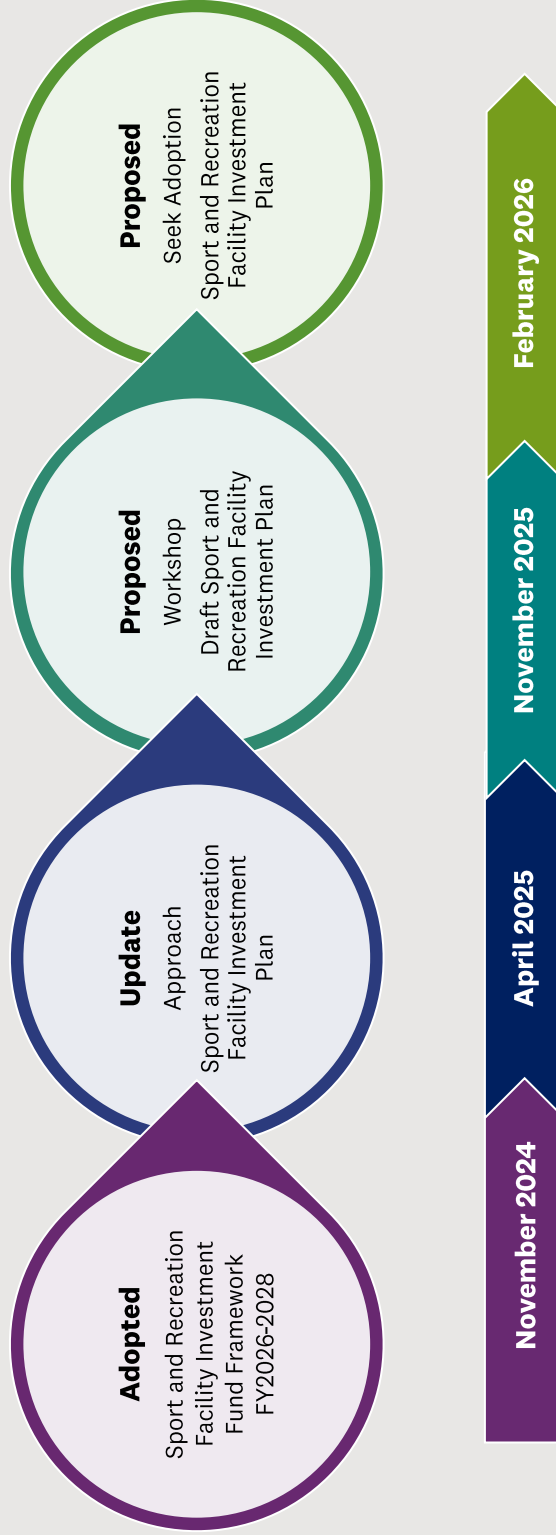 Adopted
Sport and Recreation
Facility Investment
Fund Framework
FY2026-2028
Update
Approach
Sport and Recreation
Facility Investment
Plan
Proposed
Workshop
Draft Sport and
Recreation Facility
Investment Plan
Proposed
Seek Adoption
Sport and Recreation
Facility Investment
Plan
November 2024
April 2025
November 2025
February 2026